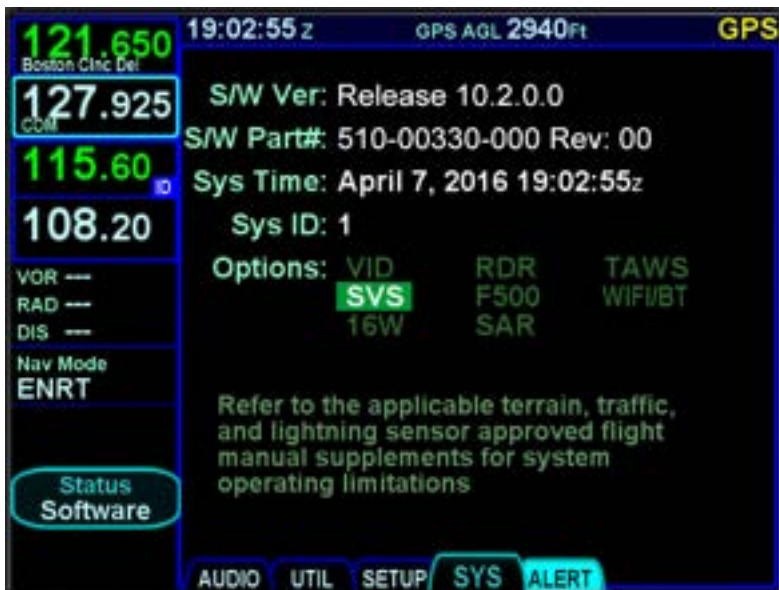 121.650
Boston Clnc Del
127.925
COM
115.60 ID
108.20
VOR ---
RAD ---
DIS ---
Nav Mode
ENRT
Status
Software
19:02:55 Z GPS AGL 2940Ft GPS
S/W Ver: Release 10.2.0.0
S/W Part#: 510-00330-000 Rev: 00
Sys Time: April 7, 2016 19:02:55z
Sys ID: 1
Options: VID RDR TAWS
SVS F500 WIFI/BT
16W SAR
Refer to the applicable terrain, traffic,
and lightning sensor approved flight
manual supplements for system
operating limitations
AUDIO UTIL SETUP SYS ALERT